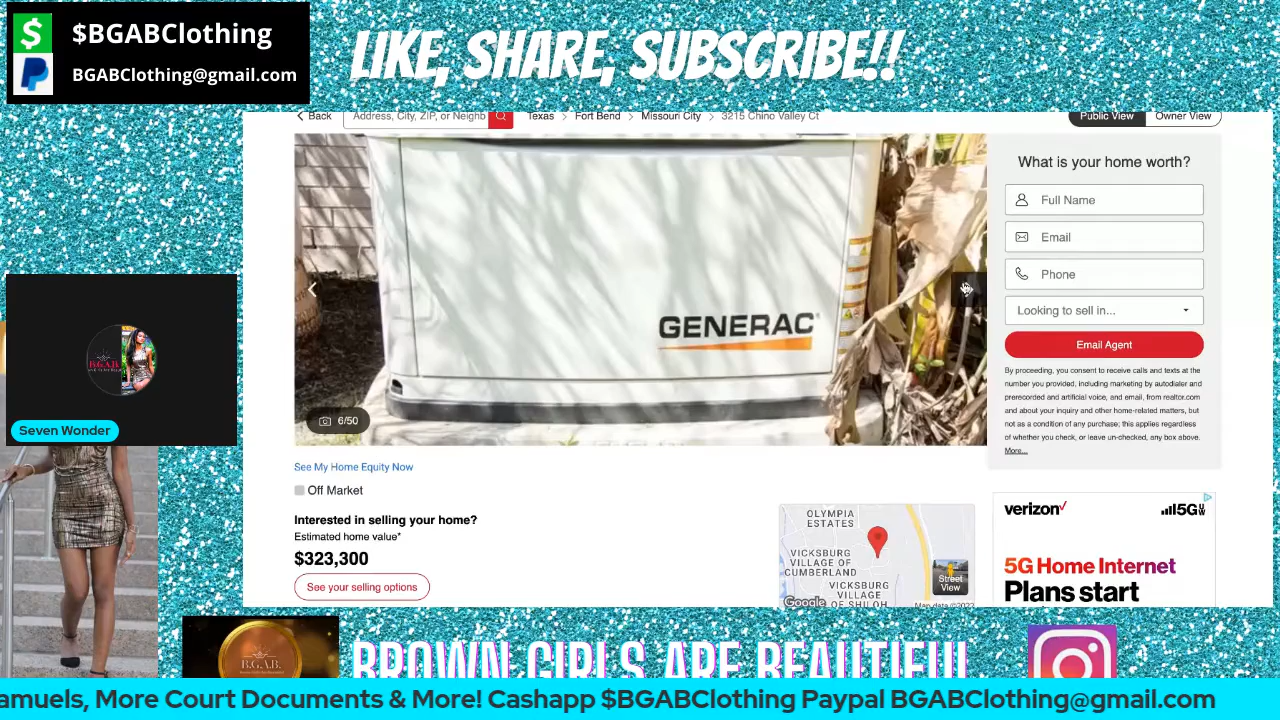 $BGABClothing
BGABClothing@gmail.com
LIKE, SHARE, SUBSCRIBE!!
Back
Address, City, ZIP, or Neighb
Texas > Fort Bend > Missouri City > 3215 Chino Valley Ct
Public View
Owner View
GENERAC
6/50
What is your home worth?
Full Name
Email
Phone
Looking to sell in...
Email Agent
By proceeding, you consent to receive calls and texts at the
number you provided, including marketing by autodialer and
prerecorded and artificial voice, and email, from realtor.com
and about your inquiry and other home-related matters, but
not as a condition of any purchase; this applies regardless
of whether you check, or leave un-checked, any box above.
More...
B.G.A.B.
Seven Wonder
See My Home Equity Now
Off Market
Interested in selling your home?
Estimated home value*
$323,300
See your selling options
OLYMPIA
ESTATES
VICKSBURG
VILLAGE OF
CUMBERLAND
VICKSBURG
VILLAGE
OF SHILOH
Street
View
Google
Map data ©2022
verizon
5G UW
5G Home Internet
Plans start
B.G.A.B.
BROWN GIRLS ARE BEAUTIFUL
amuels, More Court Documents & More! Cashapp $BGABClothing Paypal BGABClothing@gmail.com